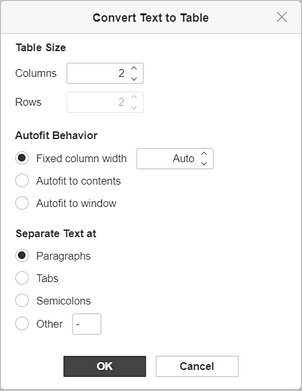 Convert Text to Table
Table Size
Columns 2
Rows 2
Autofit Behavior
Fixed column width Auto
Autofit to contents
Autofit to window
Separate Text at
Paragraphs
Tabs
Semicolons
Other -
OK Cancel